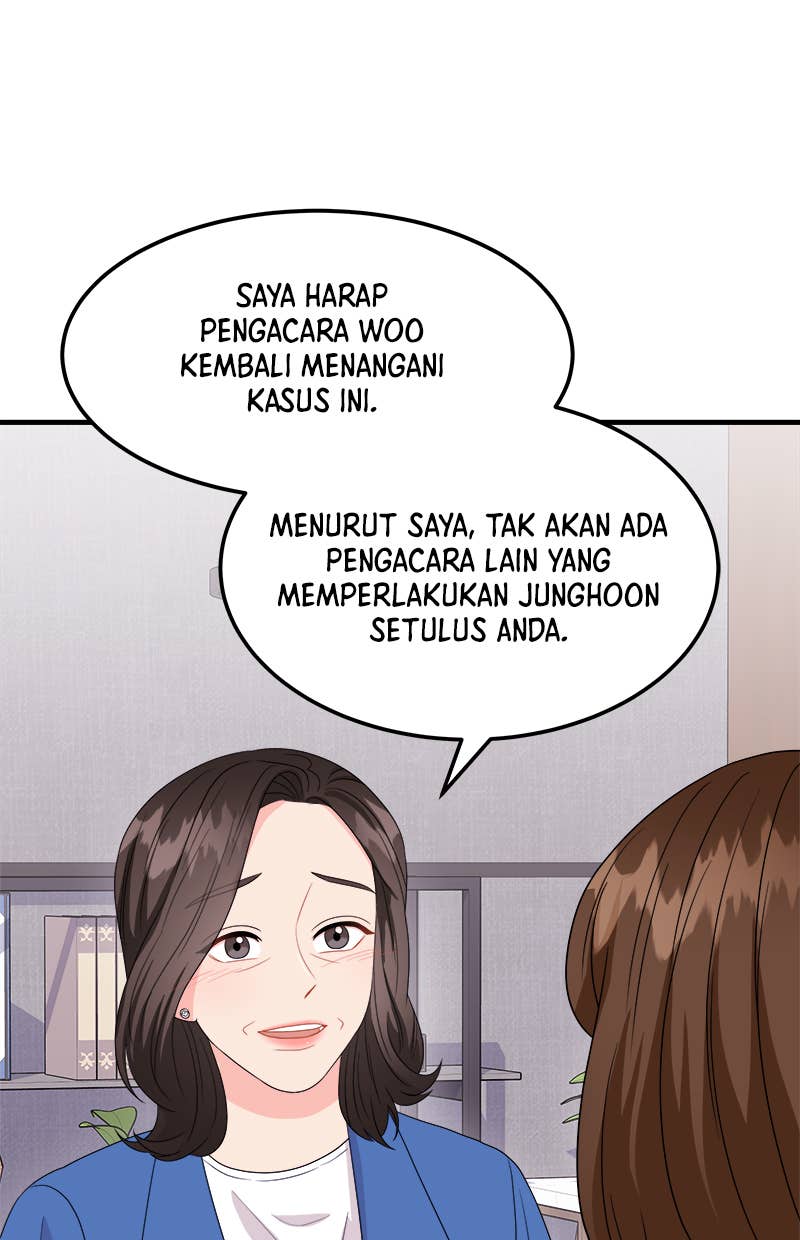 SAYA HARAP
PENGACARA WOO
KEMBALI MENANGANI
KASUS INI.
MENURUT SAYA, TAK AKAN ADA
PENGACARA LAIN YANG
MEMPERLAKUKAN JUNGHOON
SETULUS ANDA.